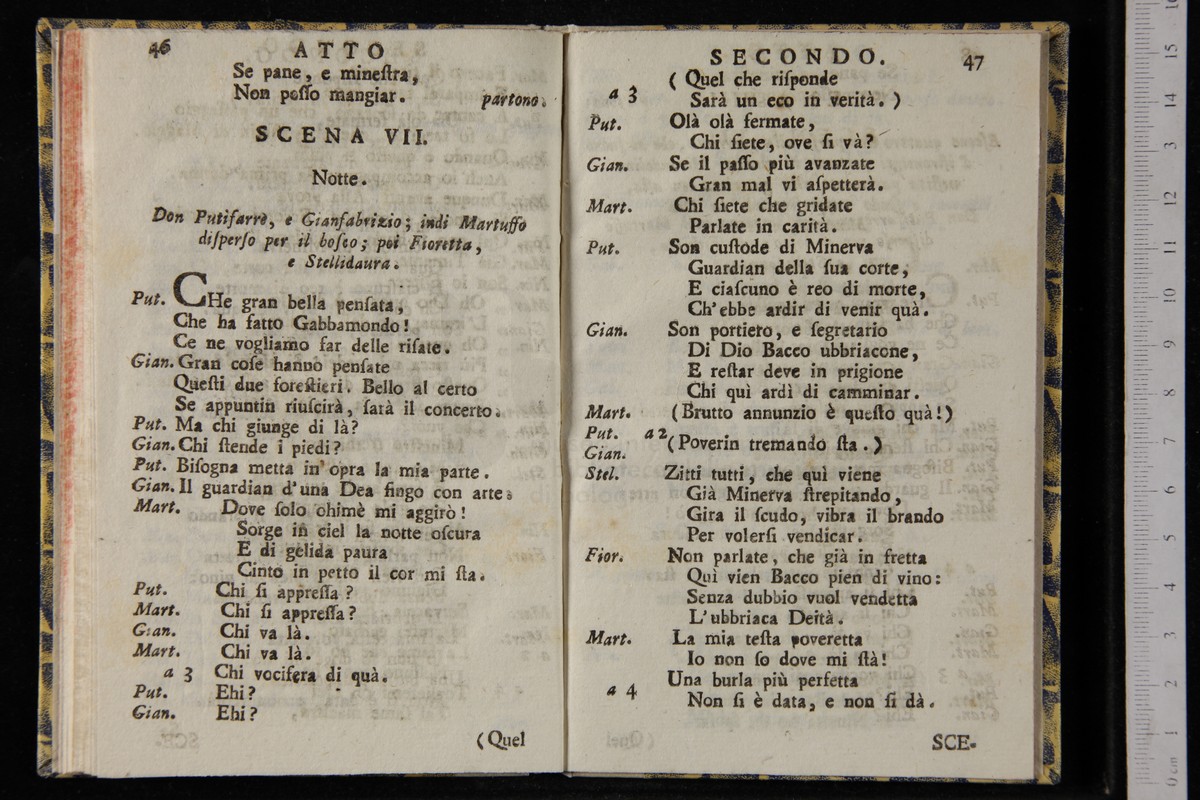 46
ATTO
Se pane, e mineſtra,
Non poſſo mangiar. partono.
SCENA VII.
Notte.
Don Putifarre, e Gianfabrizio; indi Martuffo
diſperſo per il boſco; poi Fioretta,
e Stellidaura.
Put. CHe gran bella penſata,
Che ha fatto Gabbamondo!
Ce ne vogliamo far delle riſate.
Gian. Gran coſe hanno penſate
Queſti due foreſtieri. Bello al certo
Se appuntin riuſcirà, ſarà il concerto.
Put. Ma chi giunge di là?
Gian. Chi ſtende i piedi?
Put. Biſogna metta in opra la mia parte.
Gian. Il guardian d'una Dea fingo con arte.
Mart. Dove ſolo ohimè mi aggirò!
Sorge in ciel la notte oſcura
E di gelida paura
Cinto in petto il cor mi ſta.
Put. Chi ſi appreſſa?
Mart. Chi ſi appreſſa?
Gian. Chi va là.
Mart. Chi va là.
a 3 Chi vocifera di quà.
Put. Ehi?
Gian. Ehi?
(Quel
SECONDO.
47
(Quel che riſponde
a 3 Sarà un eco in verità.)
Put. Olà olà fermate,
Chi ſiete, ove ſi và?
Gian. Se il paſſo più avanzate
Gran mal vi aſpetterà.
Mart. Chi ſiete che gridate
Parlate in carità.
Put. Son cuſtode di Minerva
Guardian della ſua corte,
E ciaſcuno è reo di morte,
Ch'ebbe ardir di venir quà.
Gian. Son portiero, e ſegretario
Di Dio Bacco ubbriacone,
E reſtar deve in prigione
Chi quì ardì di camminar.
Mart. (Brutto annunzio è queſto quà!)
Put. a 2
Gian. (Poverin tremando ſta.)
Stel. Zitti tutti, che quì viene
Già Minerva ſtrepitando,
Gira il ſcudo, vibra il brando
Per volerſi vendicar.
Fior. Non parlate, che già in fretta
Quì vien Bacco pien di vino:
Senza dubbio vuol vendetta
L'ubbriaca Deità.
Mart. La mia teſta poveretta
Io non ſo dove mi ſtà!
Una burla più perfetta
a 4 Non ſi è data, e non ſi dà.
SCE-